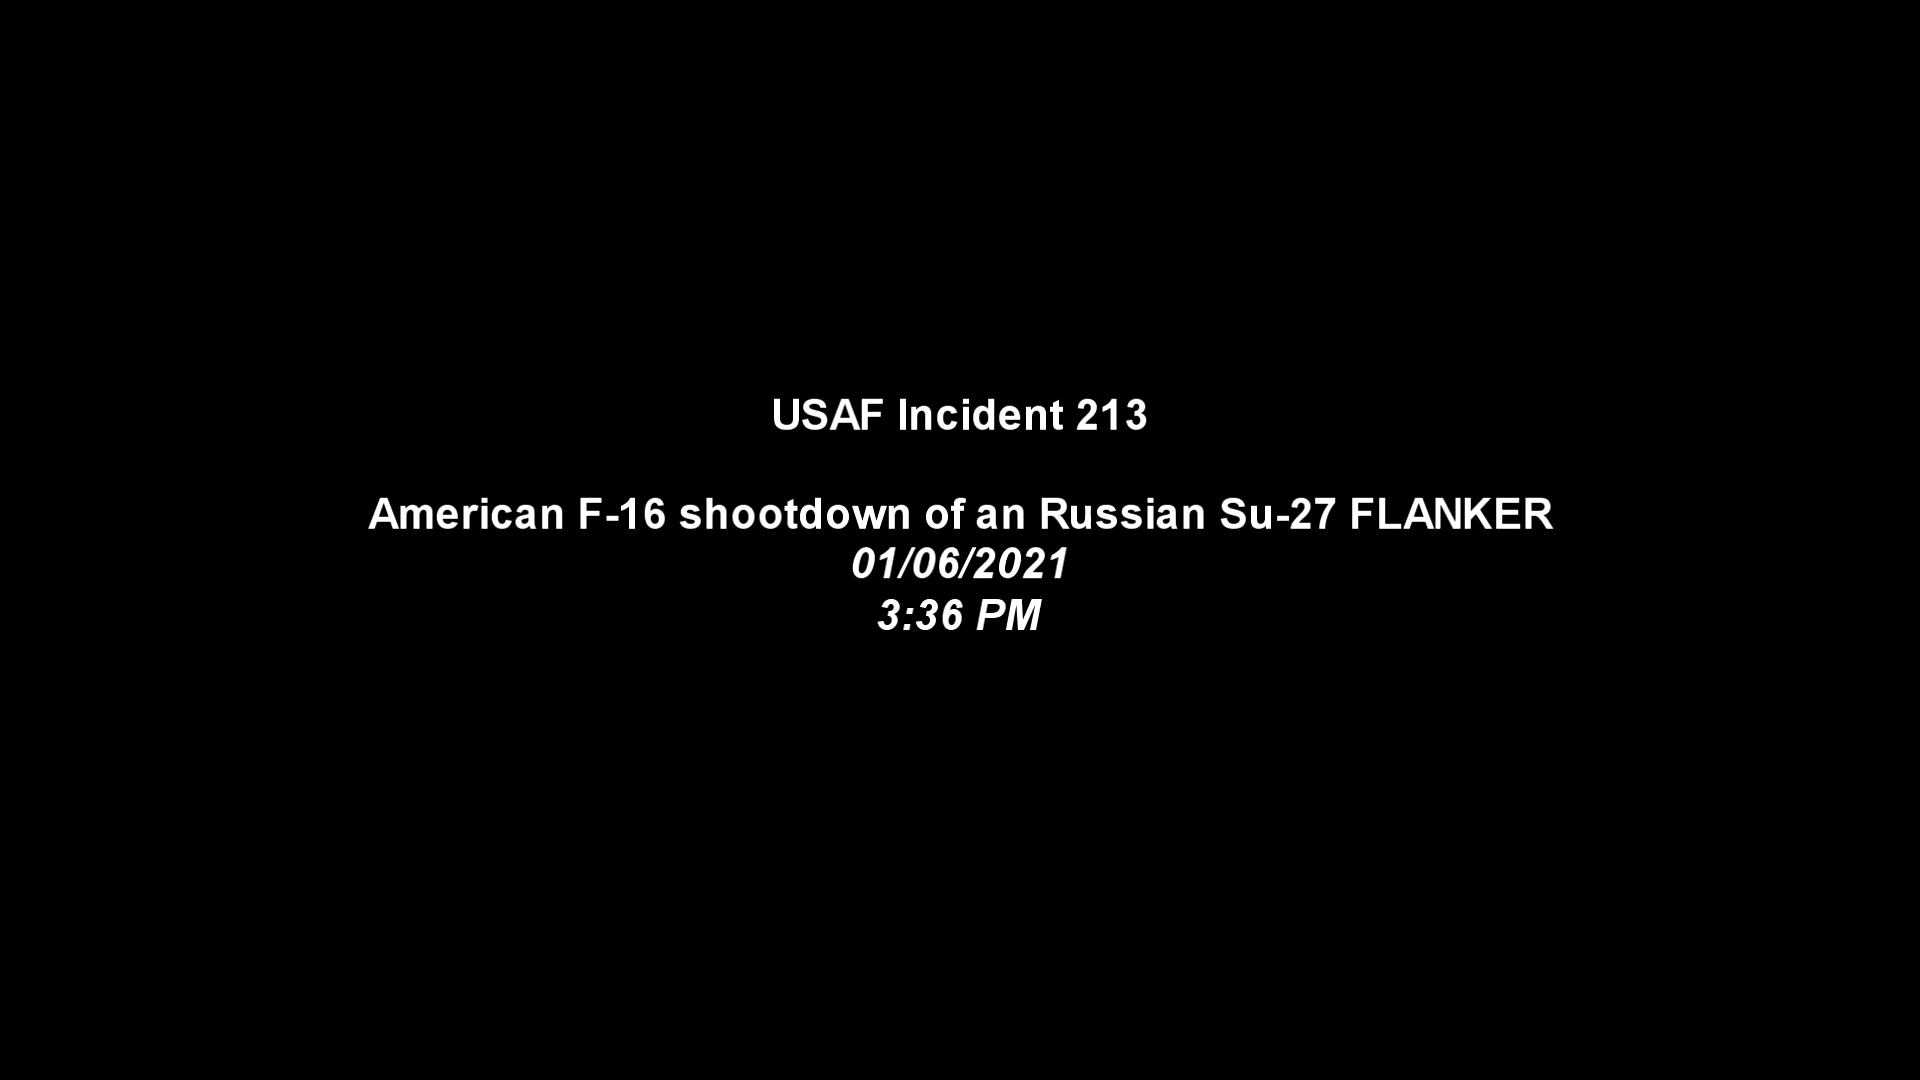 USAF Incident 213
American F-16 shootdown of an Russian Su-27 FLANKER
01/06/2021
3:36 PM